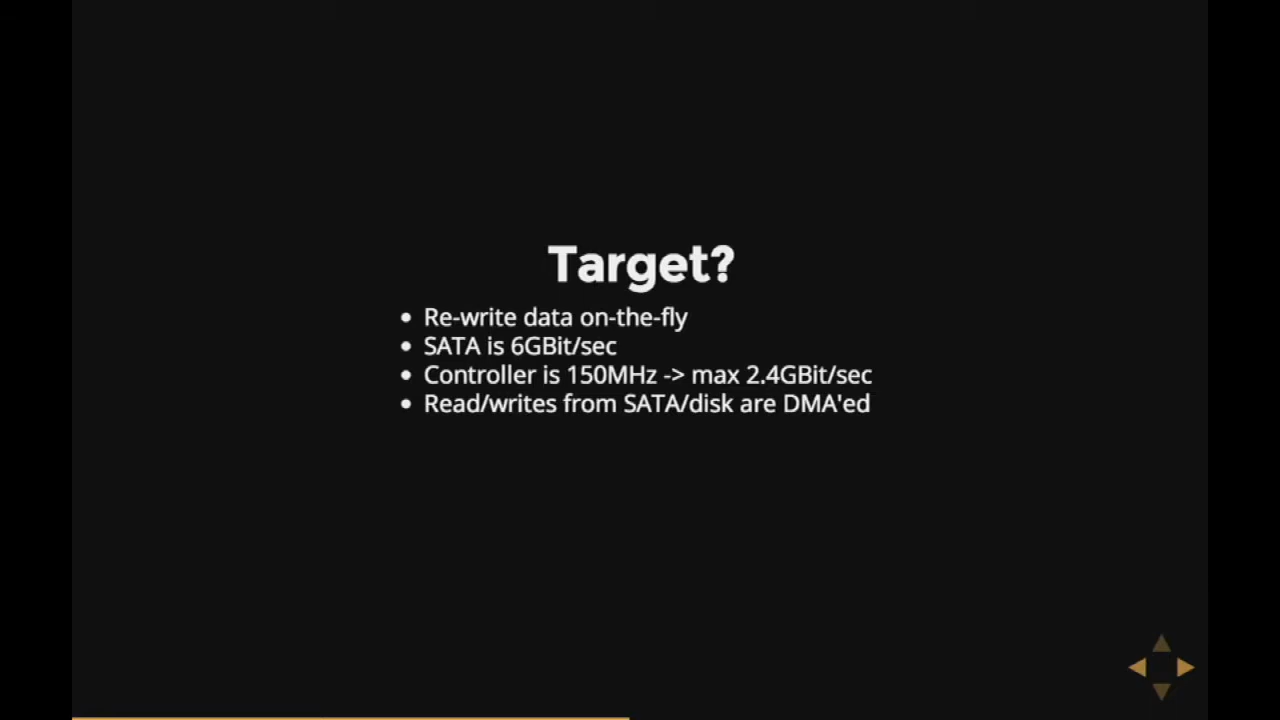 Target?
Re-write data on-the-fly
SATA is 6GBit/sec
Controller is 150MHz -> max 2.4GBit/sec
Read/writes from SATA/disk are DMA'ed